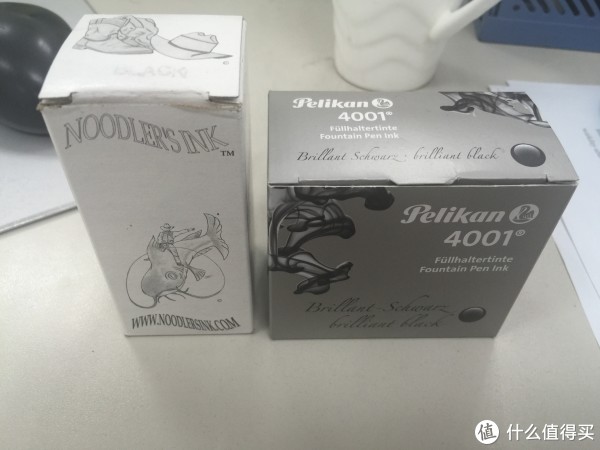 NOODLER'S INK™
WWW.NOODLERSINK.COM
Pelikan
4001®
Füllhaltertinte
Fountain Pen Ink
Brillant Schwarz · brilliant black
Pelikan
4001®
Füllhaltertinte
Fountain Pen Ink
Brillant Schwarz
brilliant black
值 什么值得买